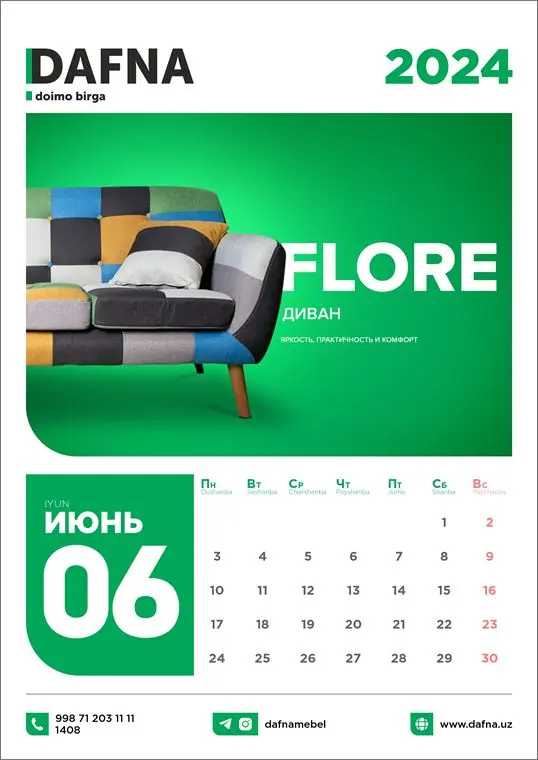 DAFNA
doimo birga
2024
FLORE
ДИВАН
ЯРКОСТЬ, ПРАКТИЧНОСТЬ И КОМФОРТ
IYUN
ИЮНЬ
06
Пн Вт Ср Чт Пт Сб Вс
Dushanba Seshanba Chorshanba Payshanba Juma Shanba Yakshanba
1 2
3 4 5 6 7 8 9
10 11 12 13 14 15 16
17 18 19 20 21 22 23
24 25 26 27 28 29 30
998 71 203 11 11
1408
dafnamebel
www.dafna.uz